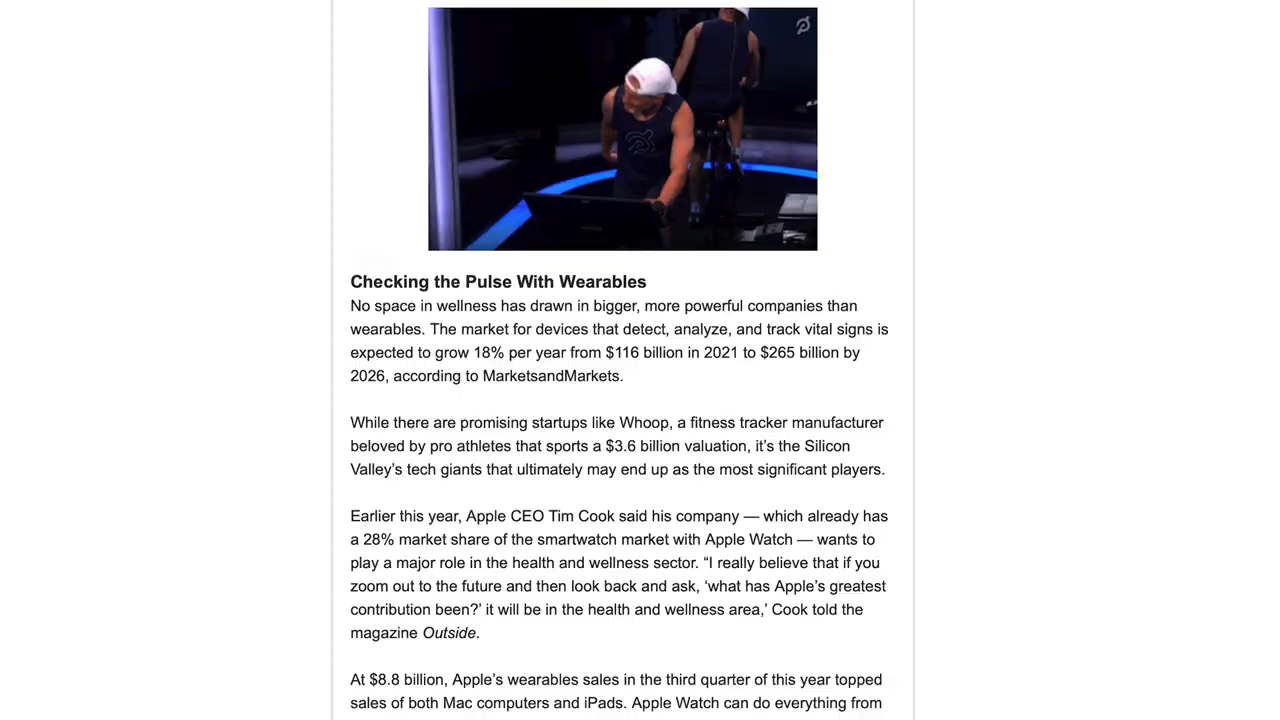 Checking the Pulse With Wearables
No space in wellness has drawn in bigger, more powerful companies than
wearables. The market for devices that detect, analyze, and track vital signs is
expected to grow 18% per year from $116 billion in 2021 to $265 billion by
2026, according to MarketsandMarkets.
While there are promising startups like Whoop, a fitness tracker manufacturer
beloved by pro athletes that sports a $3.6 billion valuation, it’s the Silicon
Valley’s tech giants that ultimately may end up as the most significant players.
Earlier this year, Apple CEO Tim Cook said his company — which already has
a 28% market share of the smartwatch market with Apple Watch — wants to
play a major role in the health and wellness sector. “I really believe that if you
zoom out to the future and then look back and ask, ‘what has Apple’s greatest
contribution been?’ it will be in the health and wellness area,’ Cook told the
magazine Outside.
At $8.8 billion, Apple’s wearables sales in the third quarter of this year topped
sales of both Mac computers and iPads. Apple Watch can do everything from